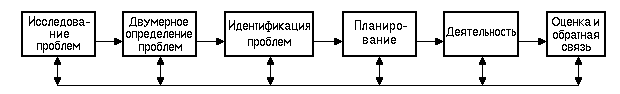 Исследова-
ние
проблем
Двумерное
определение
проблем
Идентификация
проблем
Планиро-
вание
Деятельность
Оценка и
обратная
связь